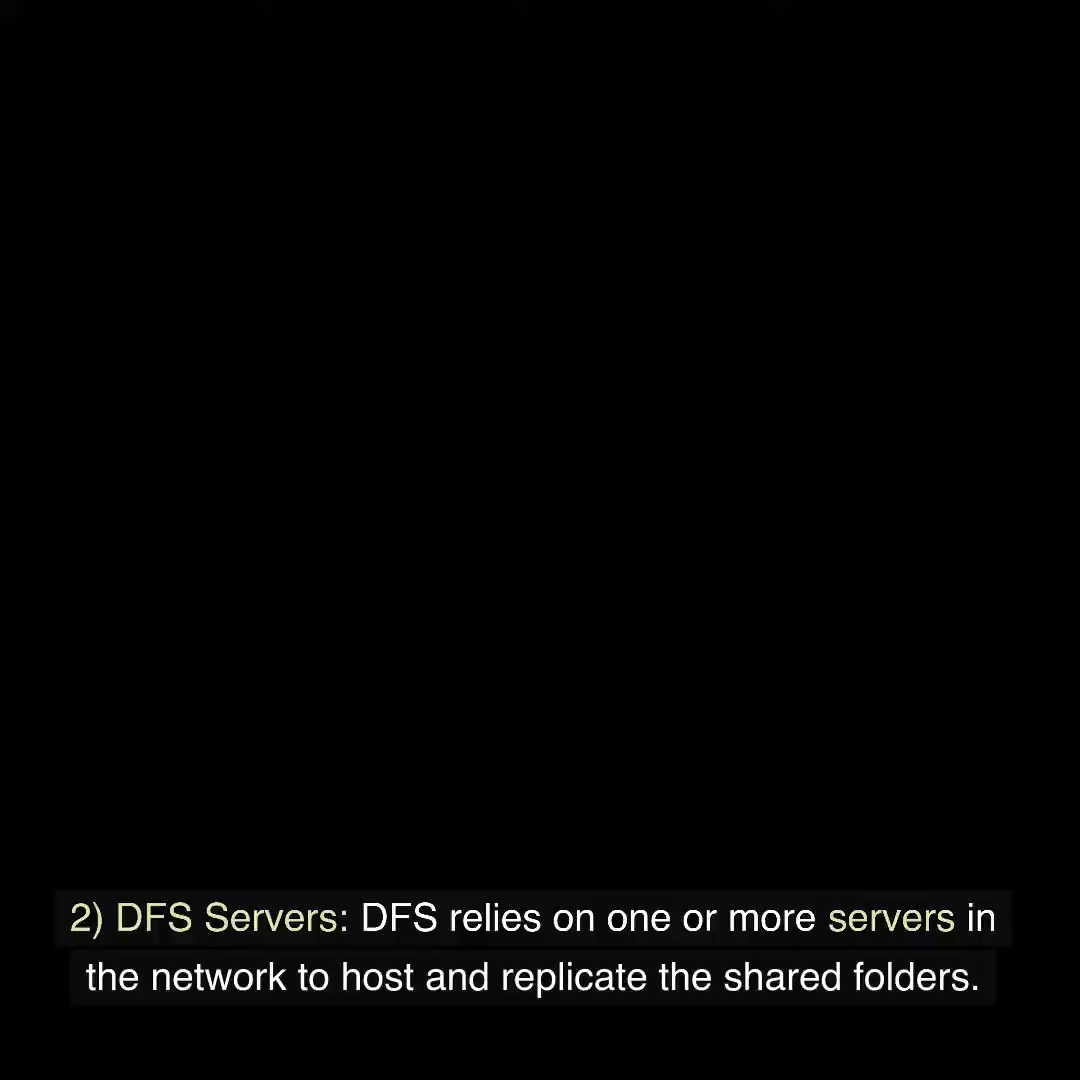 2) DFS Servers: DFS relies on one or more servers in
the network to host and replicate the shared folders.